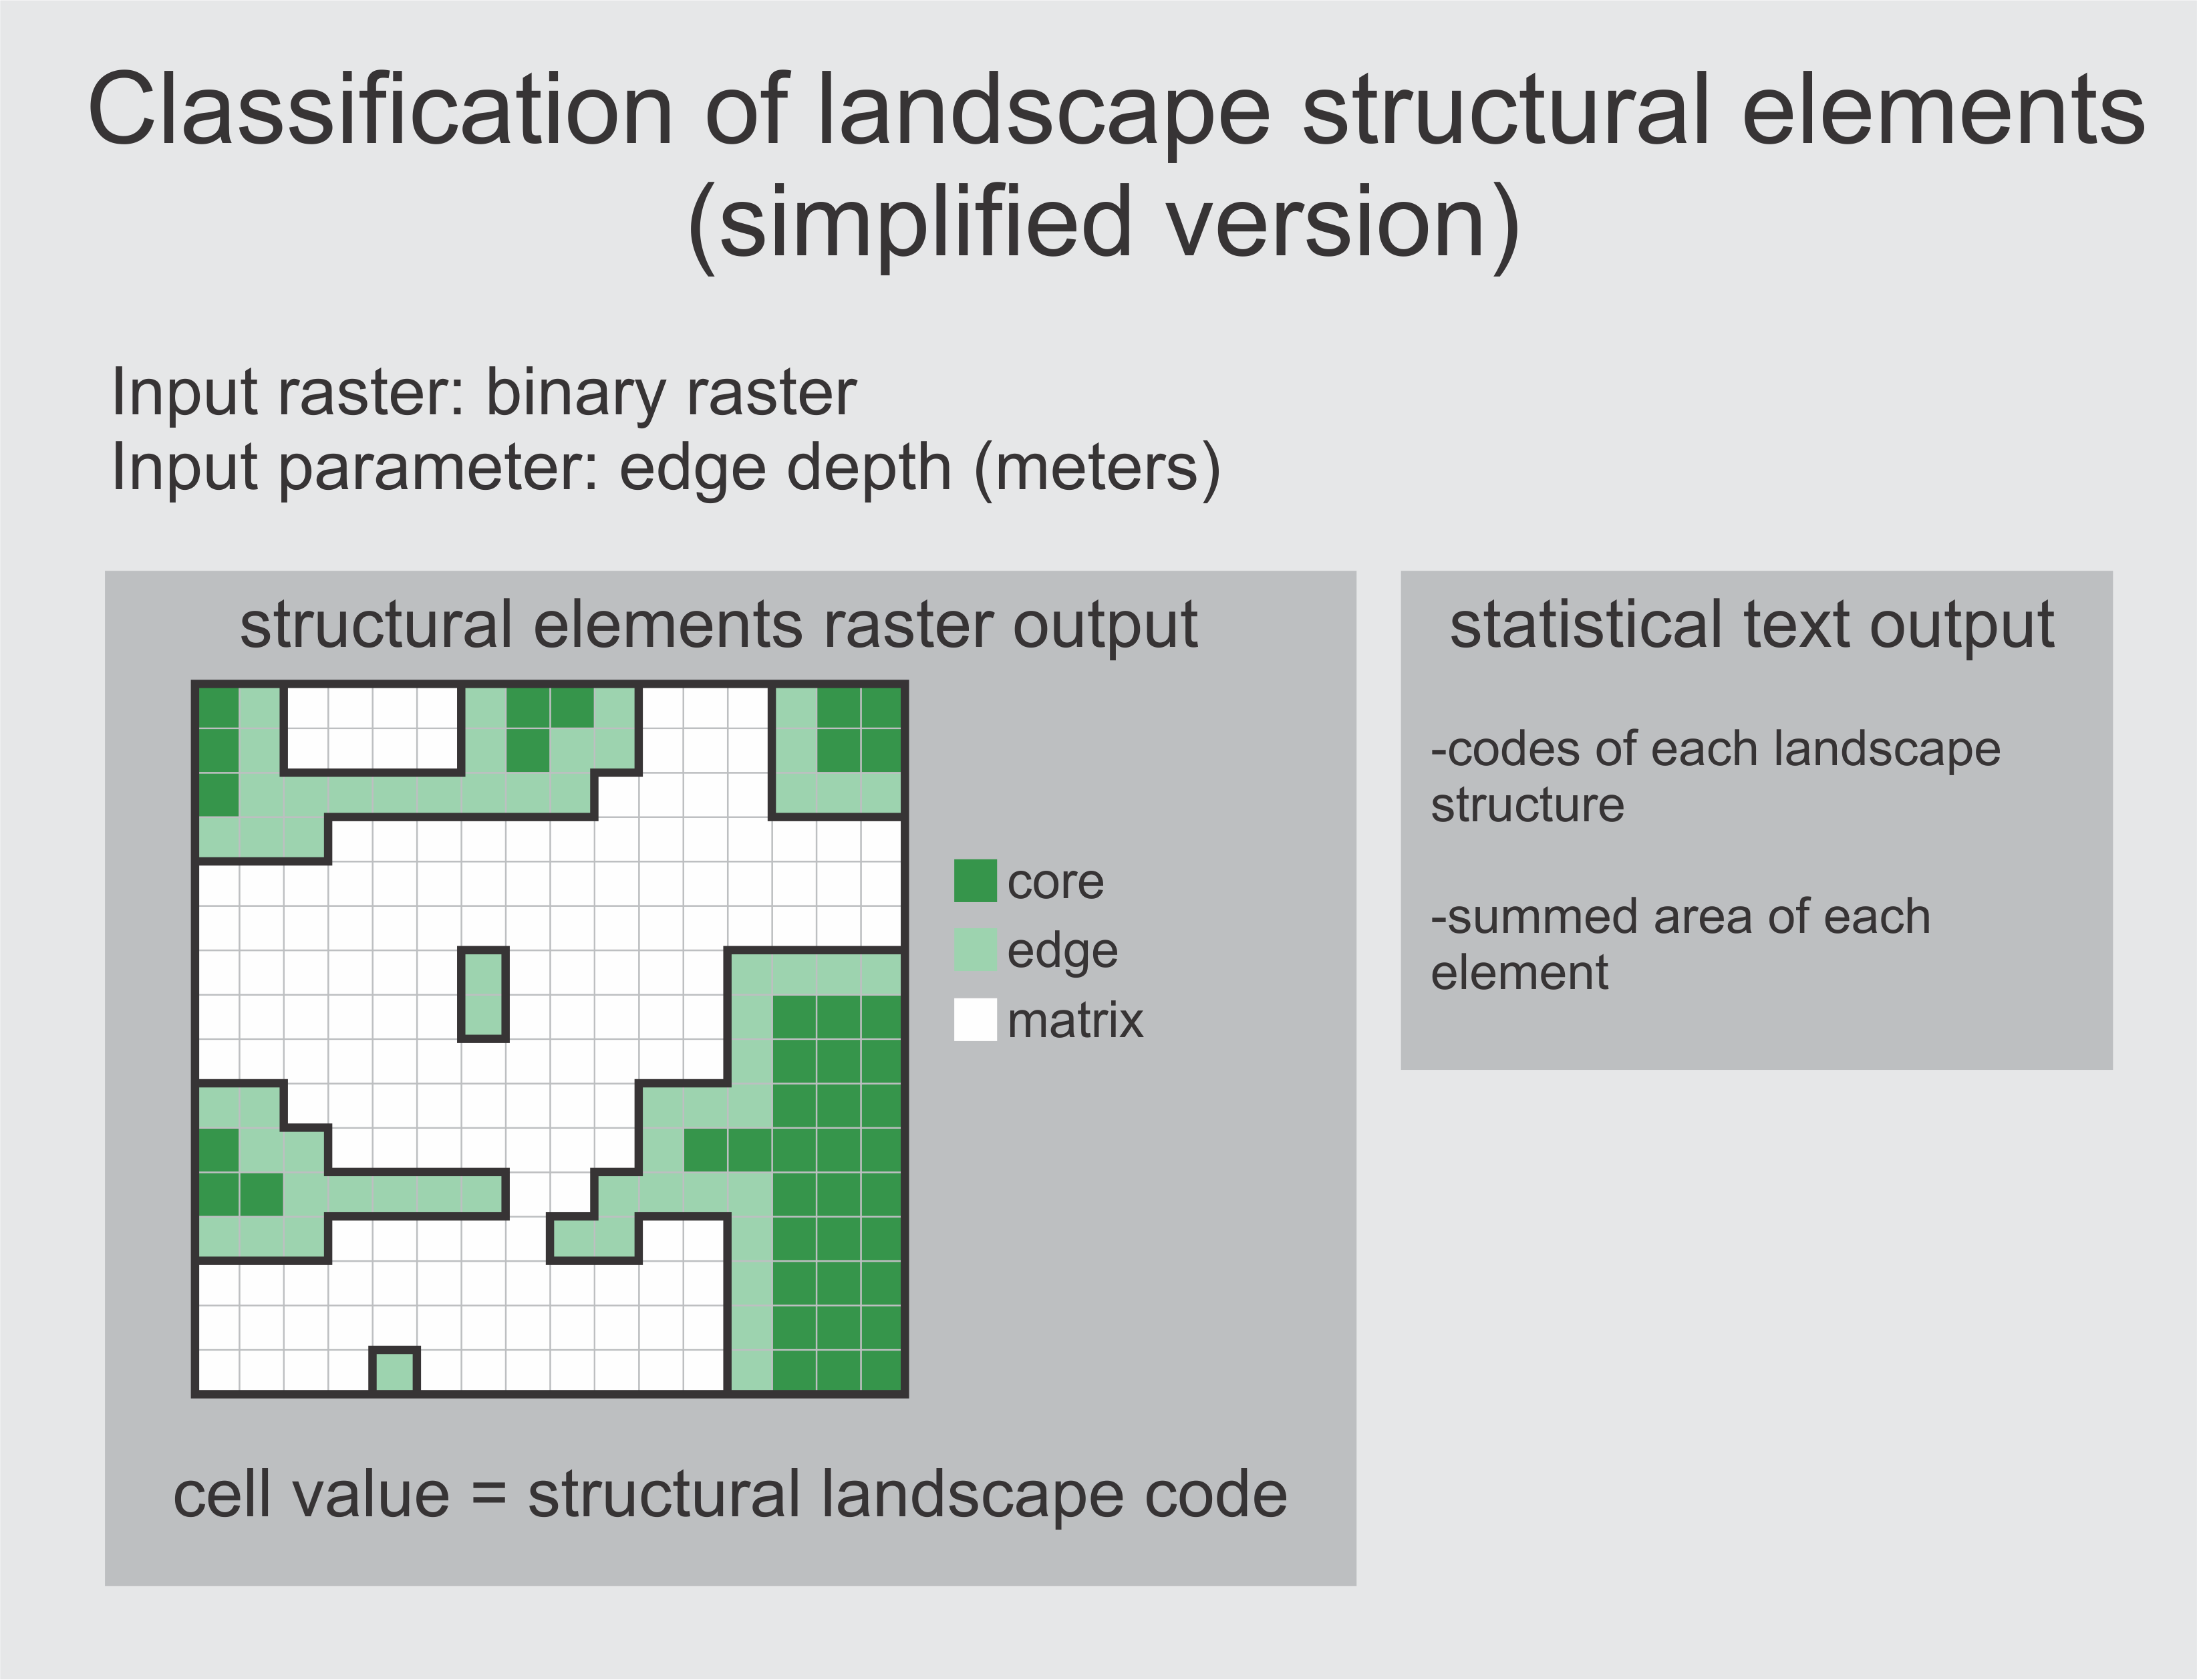 Classification of landscape structural elements
(simplified version)
Input raster: binary raster
Input parameter: edge depth (meters)
structural elements raster output
core
edge
matrix
cell value = structural landscape code
statistical text output
-codes of each landscape
structure
-summed area of each
element